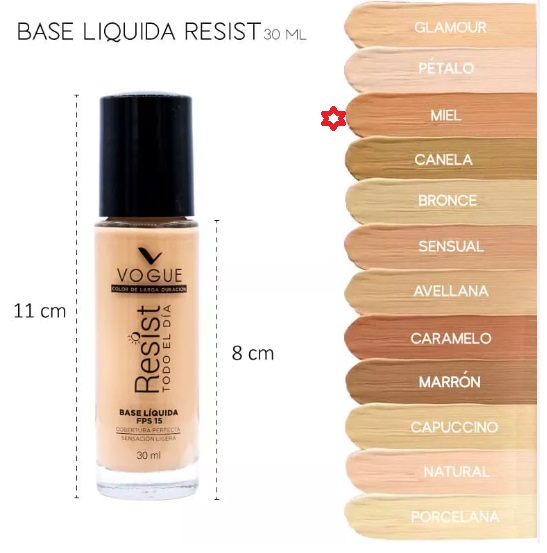 BASE LIQUIDA RESIST 30 ML
11 cm
8 cm
VOGUE
COLOR DE LARGA DURACIÓN
Resist
TODO EL DÍA
BASE LÍQUIDA
FPS 15
COBERTURA PERFECTA
SENSACIÓN LIGERA
30 ml
GLAMOUR
PÉTALO
MIEL
CANELA
BRONCE
SENSUAL
AVELLANA
CARAMELO
MARRÓN
CAPUCCINO
NATURAL
PORCELANA